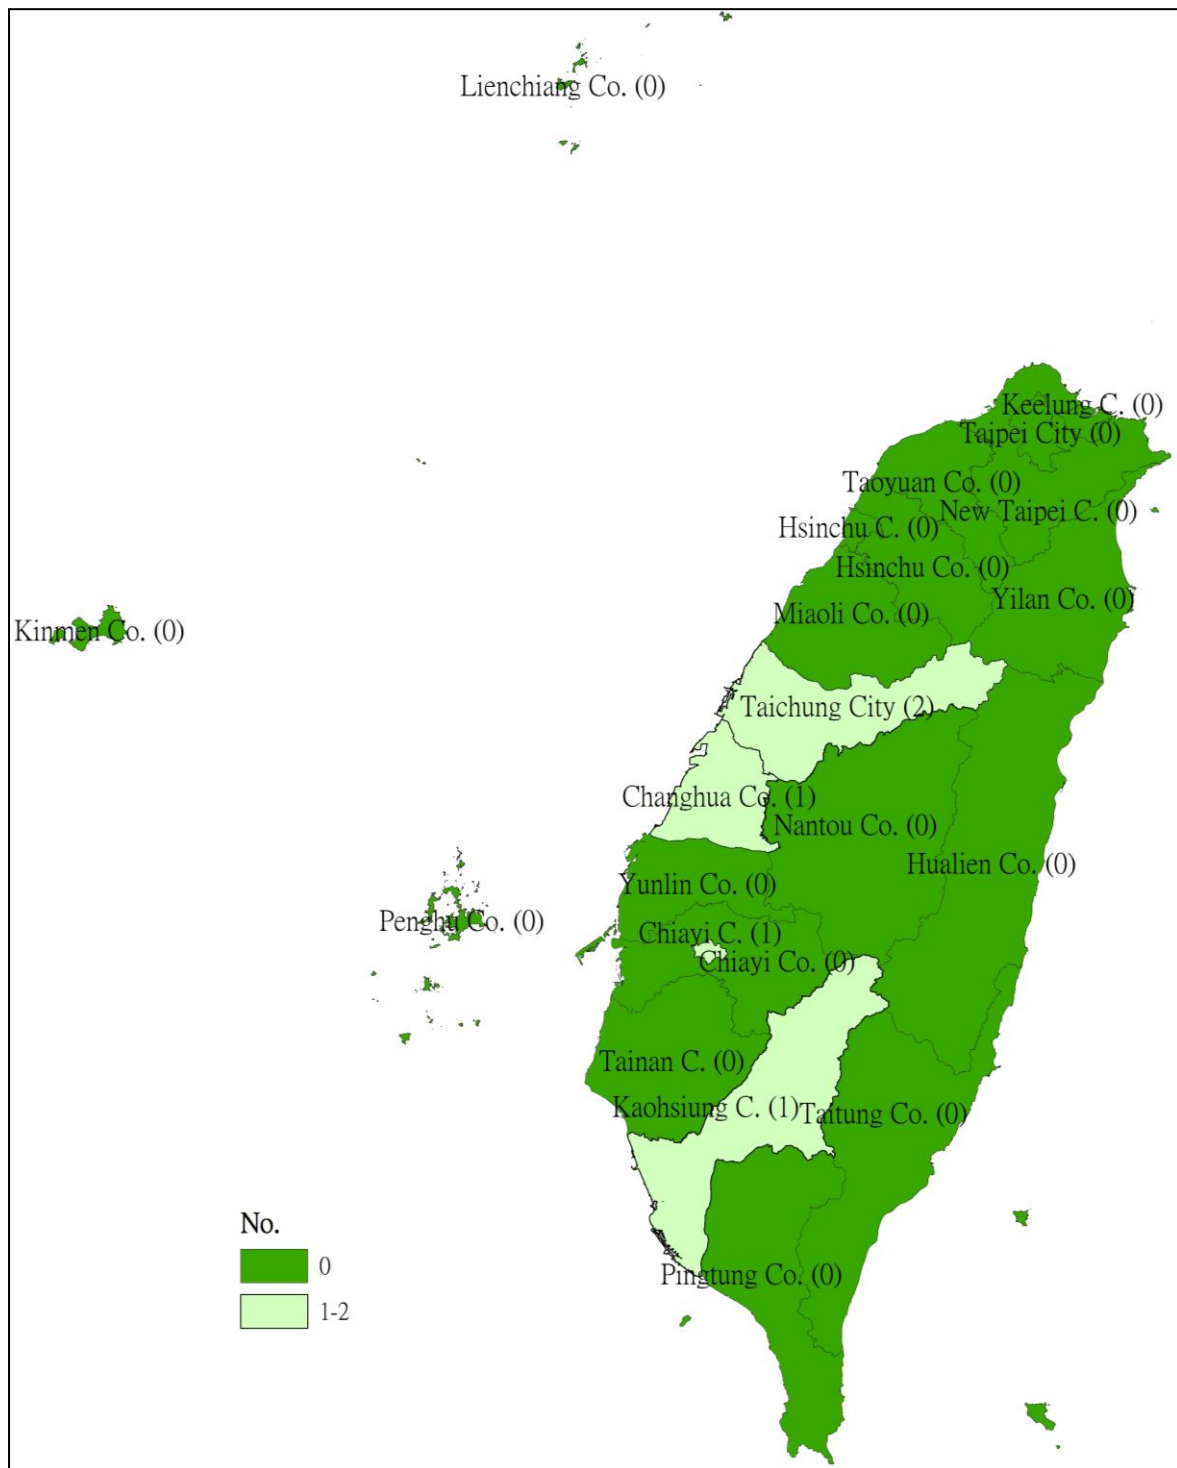 Lienchiang Co. (0)
Keelung C. (0)
Taipei City (0)
Taoyuan Co. (0)
New Taipei C. (0)
Hsinchu C. (0)
Hsinchu Co. (0)
Yilan Co. (0)
Miaoli Co. (0)
Kinmen Co. (0)
Taichung City (2)
Changhua Co. (1)
Nantou Co. (0)
Hualien Co. (0)
Yunlin Co. (0)
Penghu Co. (0)
Chiayi C. (1)
Chiayi Co. (0)
Tainan C. (0)
Kaohsiung C. (1)
Taitung Co. (0)
No.
0
Pingtung Co. (0)
1-2